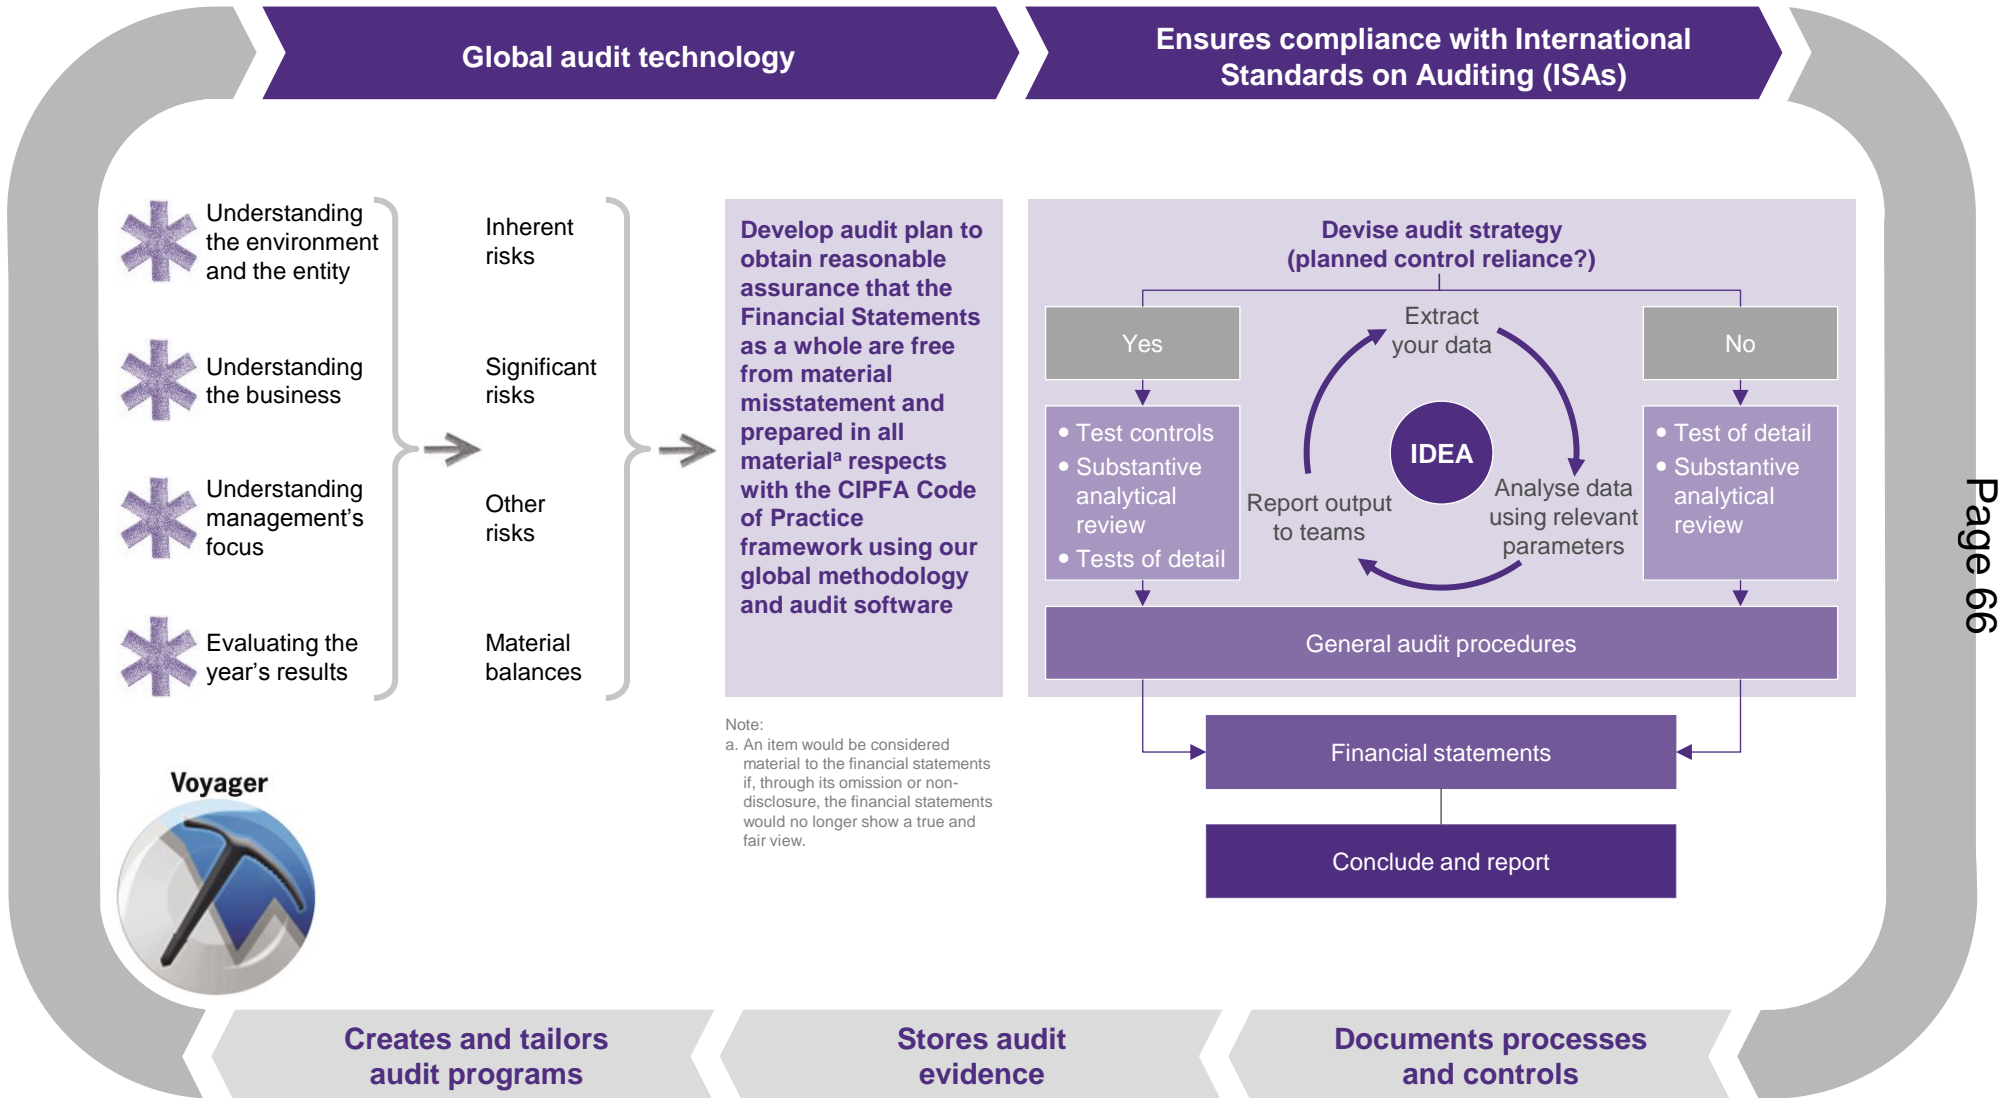 Global audit technology
Ensures compliance with International
Standards on Auditing (ISAs)
Understanding
the environment
and the entity
Understanding
the business
Understanding
management’s
focus
Evaluating the
year’s results
Inherent
risks
Significant
risks
Other
risks
Material
balances
Develop audit plan to
obtain reasonable
assurance that the
Financial Statements
as a whole are free
from material
misstatement and
prepared in all
materialᵃ respects
with the CIPFA Code
of Practice
framework using our
global methodology
and audit software
Note:
a. An item would be considered
material to the financial statements
if, through its omission or non-
disclosure, the financial statements
would no longer show a true and
fair view.
Devise audit strategy
(planned control reliance?)
Yes
• Test controls
• Substantive
analytical
review
• Tests of detail
Extract
your data
IDEA
Analyse data
using relevant
parameters
Report output
to teams
No
• Test of detail
• Substantive
analytical
review
General audit procedures
Financial statements
Conclude and report
Voyager
Creates and tailors
audit programs
Stores audit
evidence
Documents processes
and controls
Page 66